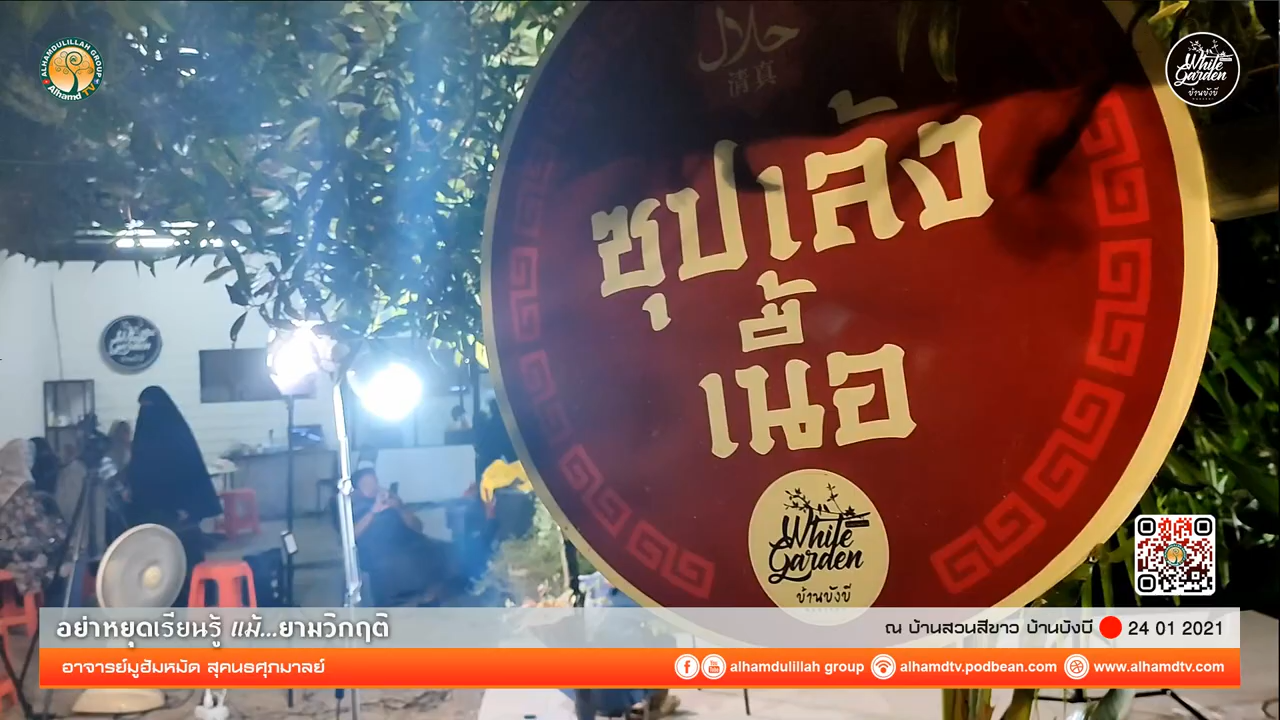 ALHAMDULILLAH GROUP
Alhamd TV
White
Garden
บ้านบังบี
حلال
清真
ซุปเล้ง
เนื้อ
White
Garden
White
Garden
บ้านบังบี
อย่าหยุดเรียนรู้ แม้...ยามวิกฤติ
ณ บ้านสวนสีขาว บ้านบังบี 24 01 2021
อาจารย์มูฮัมหมัด สุคนธศุภมาลย์
alhamdulillah group alhamdtv.podbean.com www.alhamdtv.com